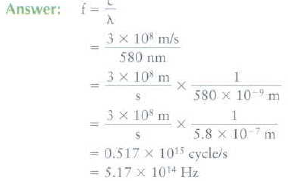 Answer: f = c/λ
= 3 × 10⁸ m/s / 580 nm
= 3 × 10⁸ m / s × 1 / 580 × 10⁻⁹ m
= 3 × 10⁸ m / s × 1 / 5.8 × 10⁻⁷ m
= 0.517 × 10¹⁵ cycle/s
= 5.17 × 10¹⁴ Hz